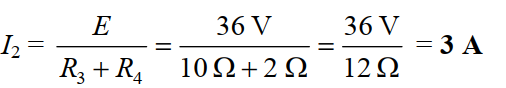 I₂ = E / (R₃ + R₄) = 36 V / (10 Ω + 2 Ω) = 36 V / 12 Ω = 3 A